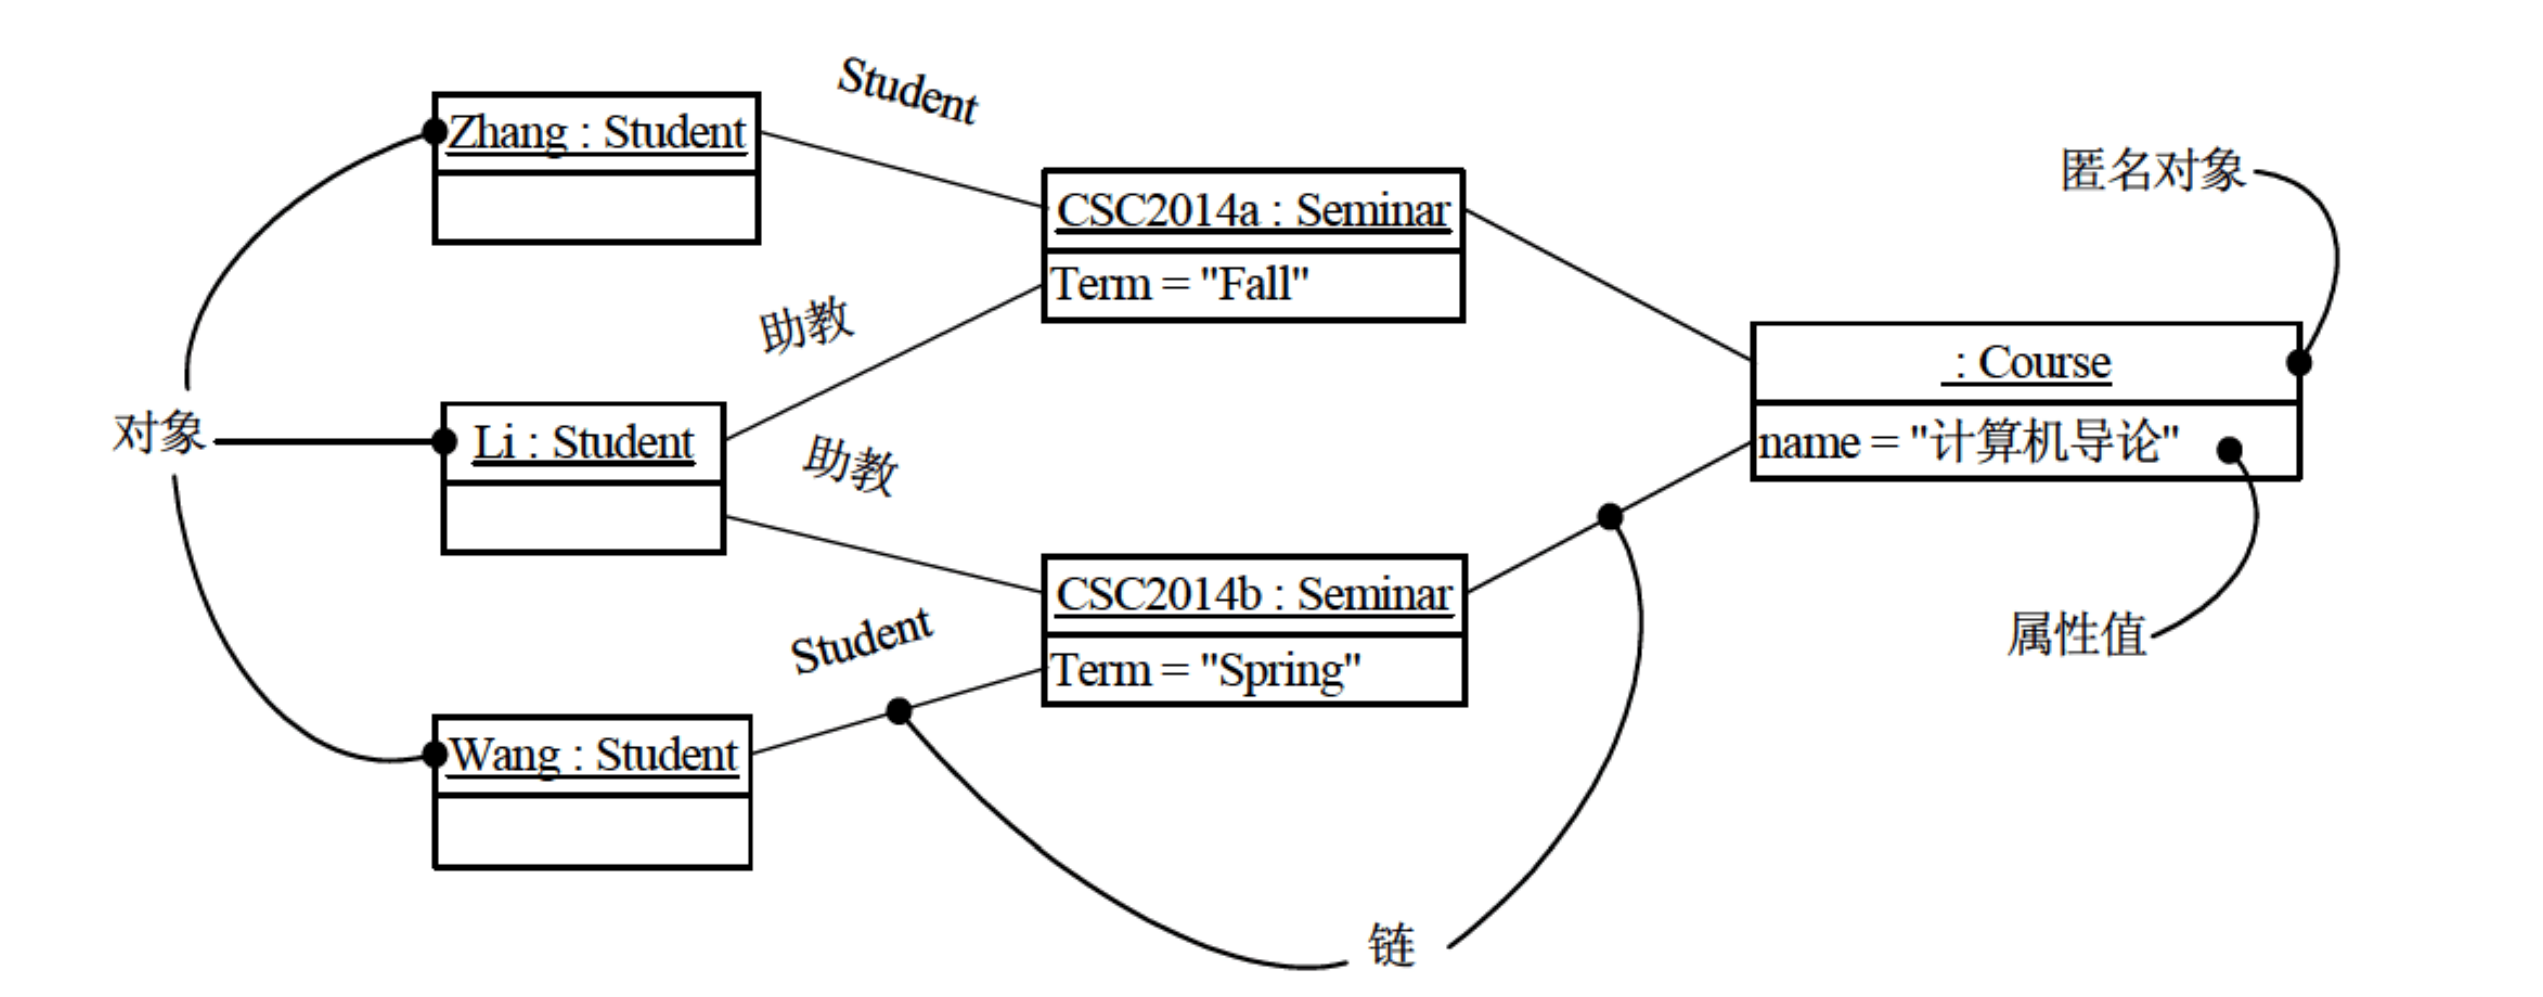 Student
Zhang : Student
匿名对象
CSC2014a : Seminar
Term = "Fall"
助教
: Course
对象
Li : Student
name = "计算机导论"
助教
CSC2014b : Seminar
Student
属性值
Term = "Spring"
Wang : Student
链